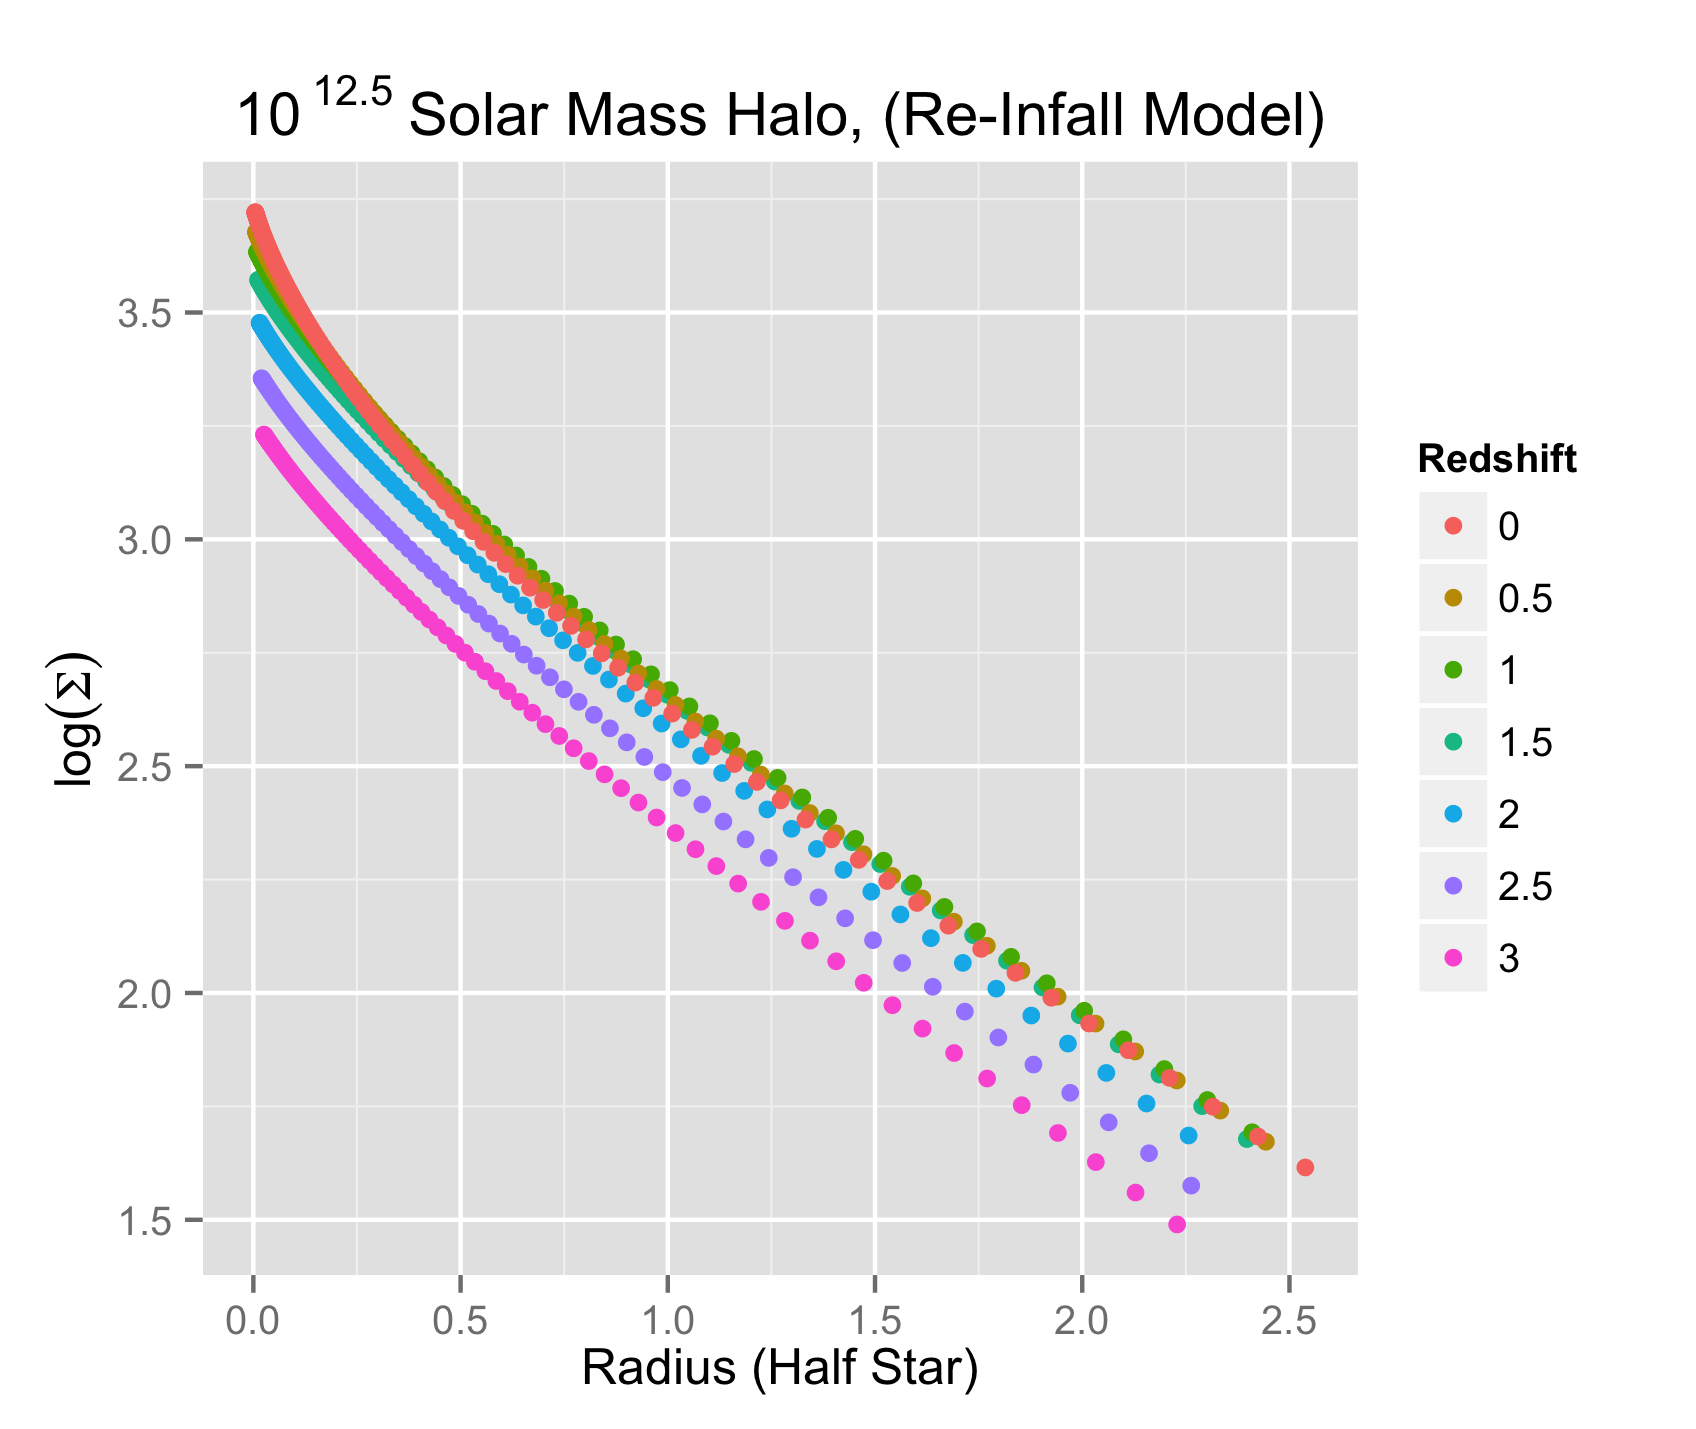 10 12.5 Solar Mass Halo, (Re-Infall Model)
3.5
3.0
2.5
2.0
1.5
log(Σ)
0.0 0.5 1.0 1.5 2.0 2.5
Radius (Half Star)
Redshift
0
0.5
1
1.5
2
2.5
3